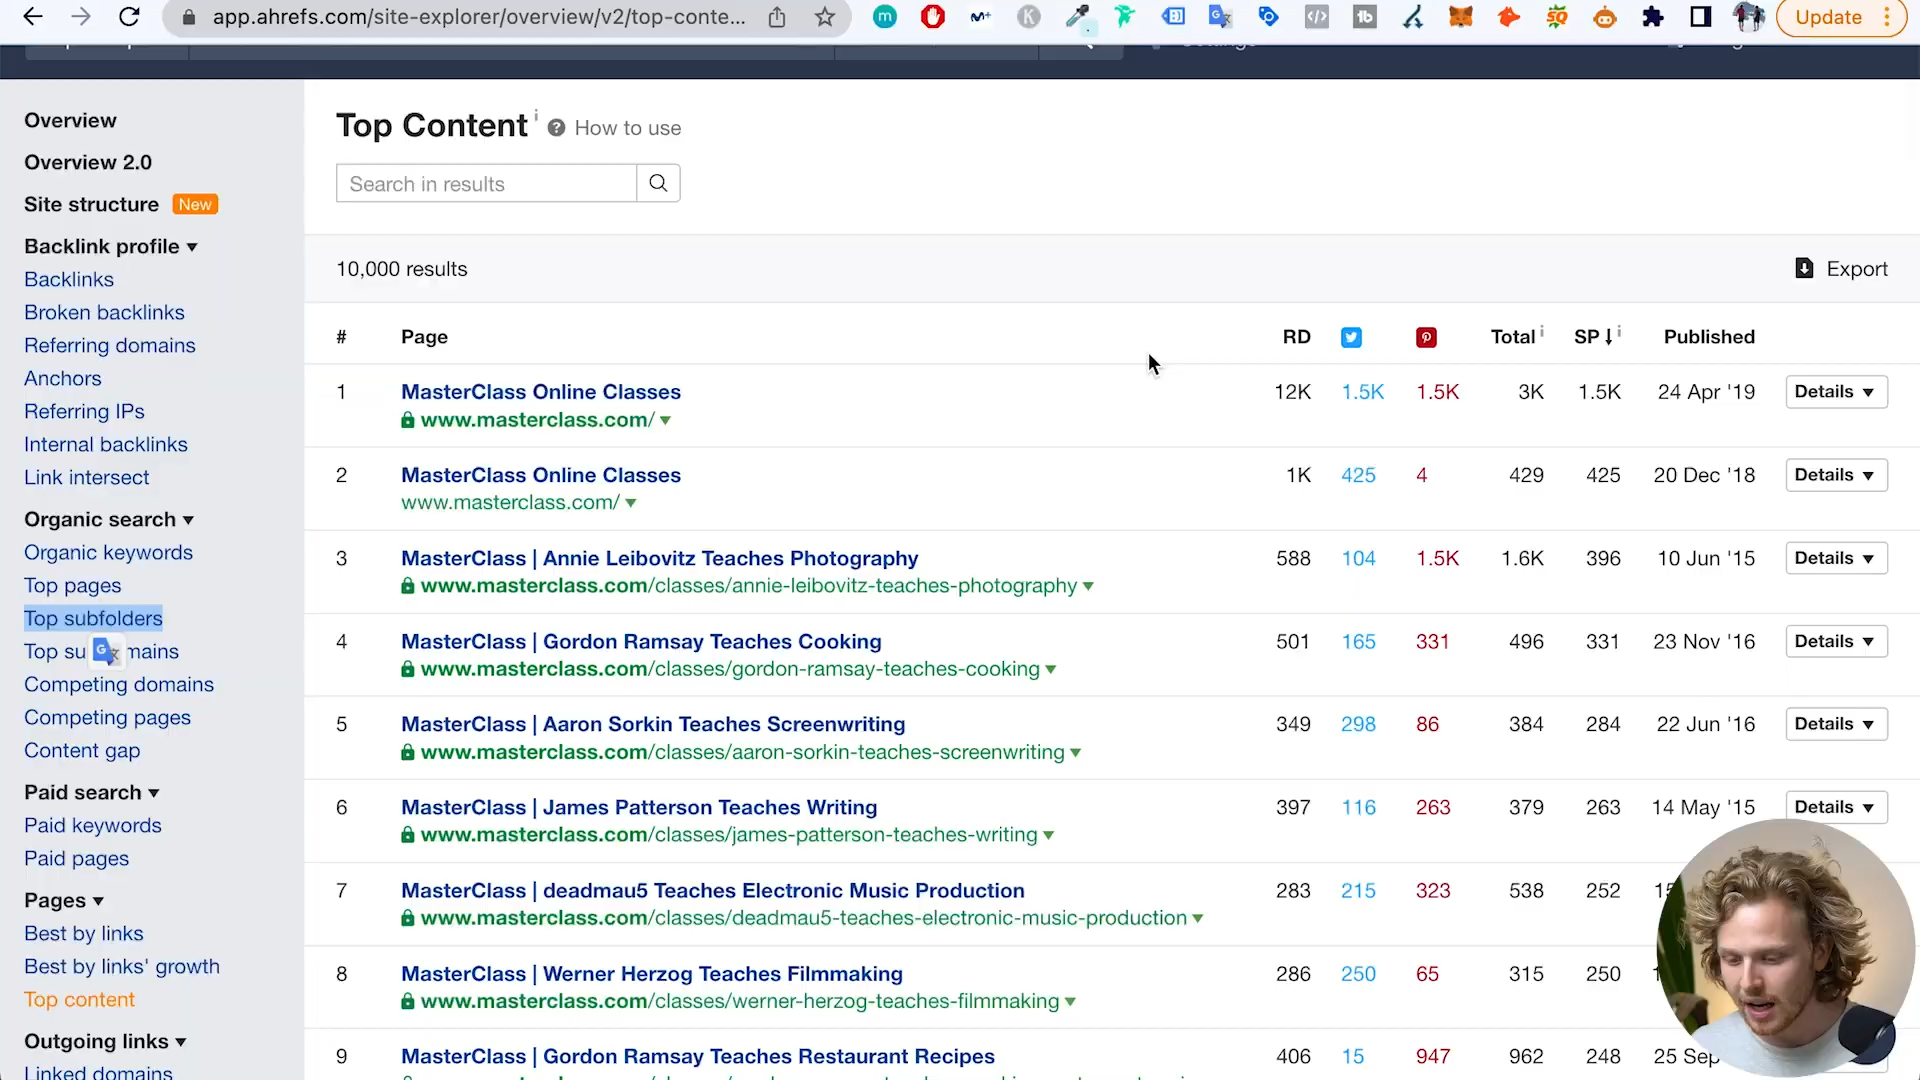 app.ahrefs.com/site-explorer/overview/v2/top-conte...
Update
Overview
Overview 2.0
Site structure New
Backlink profile
Backlinks
Broken backlinks
Referring domains
Anchors
Referring IPs
Internal backlinks
Link intersect
Organic search
Organic keywords
Top pages
Top subfolders
Competing domains
Competing pages
Content gap
Paid search
Paid keywords
Paid pages
Pages
Best by links
Best by links' growth
Top content
Outgoing links
Linked domains
Top Content i ? How to use
Search in results
10,000 results
Export
# Page RD Total i SP i Published
1 MasterClass Online Classes 12K 1.5K 1.5K 3K 1.5K 24 Apr '19 Details
www.masterclass.com/
2 MasterClass Online Classes 1K 425 4 429 425 20 Dec '18 Details
www.masterclass.com/
3 MasterClass | Annie Leibovitz Teaches Photography 588 104 1.5K 1.6K 396 10 Jun '15 Details
www.masterclass.com/classes/annie-leibovitz-teaches-photography
4 MasterClass | Gordon Ramsay Teaches Cooking 501 165 331 496 331 23 Nov '16 Details
www.masterclass.com/classes/gordon-ramsay-teaches-cooking
5 MasterClass | Aaron Sorkin Teaches Screenwriting 349 298 86 384 284 22 Jun '16 Details
www.masterclass.com/classes/aaron-sorkin-teaches-screenwriting
6 MasterClass | James Patterson Teaches Writing 397 116 263 379 263 14 May '15 Details
www.masterclass.com/classes/james-patterson-teaches-writing
7 MasterClass | deadmau5 Teaches Electronic Music Production 283 215 323 538 252
www.masterclass.com/classes/deadmau5-teaches-electronic-music-production
8 MasterClass | Werner Herzog Teaches Filmmaking 286 250 65 315 250
www.masterclass.com/classes/werner-herzog-teaches-filmmaking
9 MasterClass | Gordon Ramsay Teaches Restaurant Recipes 406 15 947 962 248 25 Sep